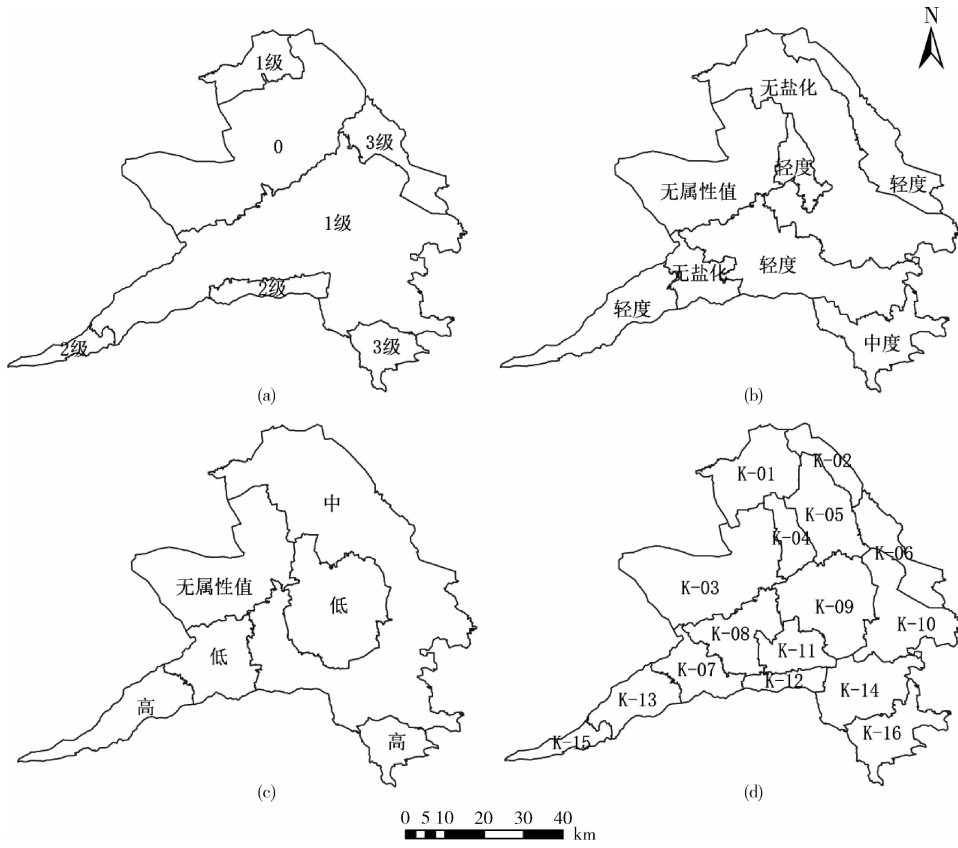 N
1级
0
3级
1级
2级
2级
3级
(a)
无盐化
轻度
轻度
无属性值
轻度
无盐化
轻度
中度
(b)
中
无属性值
低
低
高
高
(c)
K-01
K-02
K-05
K-04
K-06
K-03
K-09
K-10
K-08
K-11
K-07
K-12
K-13
K-14
K-16
K-15
(d)
0 5 10 20 30 40
km